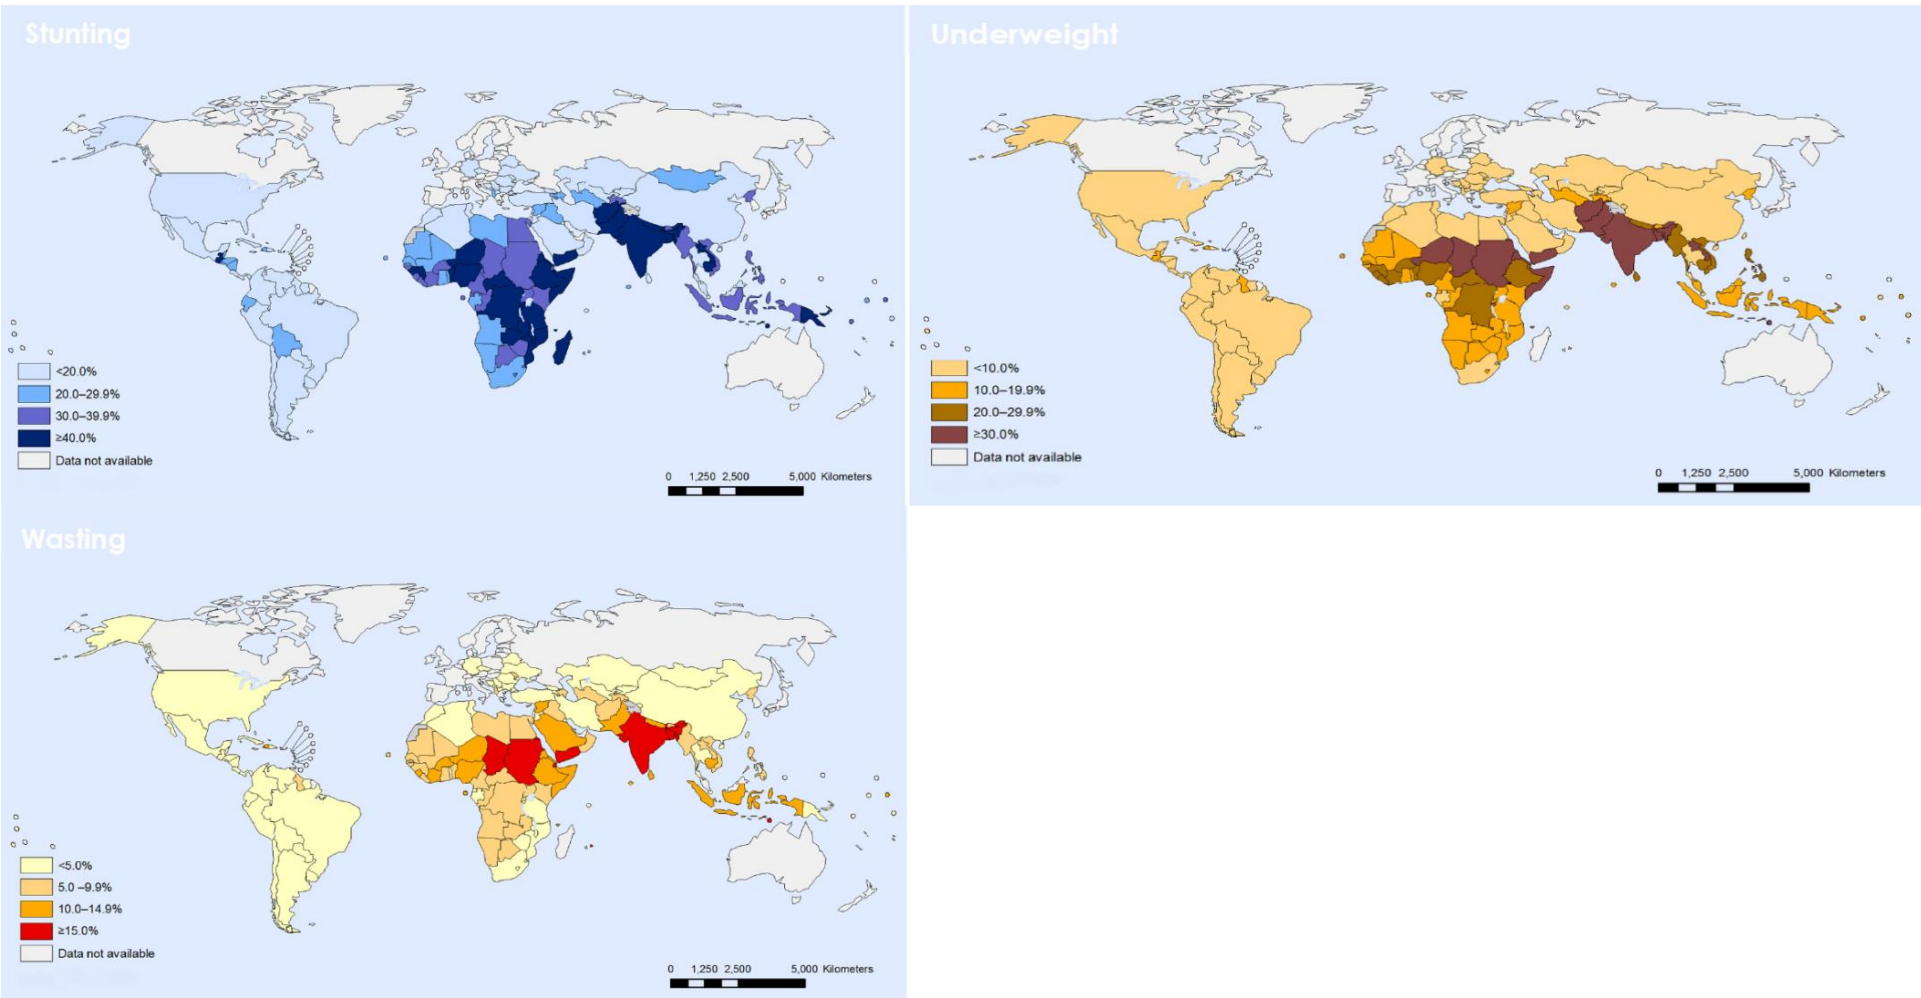 Stunting
<20.0%
20.0–29.9%
30.0–39.9%
≥40.0%
Data not available
0 1,250 2,500 5,000 Kilometers
Underweight
<10.0%
10.0–19.9%
20.0–29.9%
≥30.0%
Data not available
0 1,250 2,500 5,000 Kilometers
Wasting
<5.0%
5.0 –9.9%
10.0–14.9%
≥15.0%
Data not available
0 1,250 2,500 5,000 Kilometers